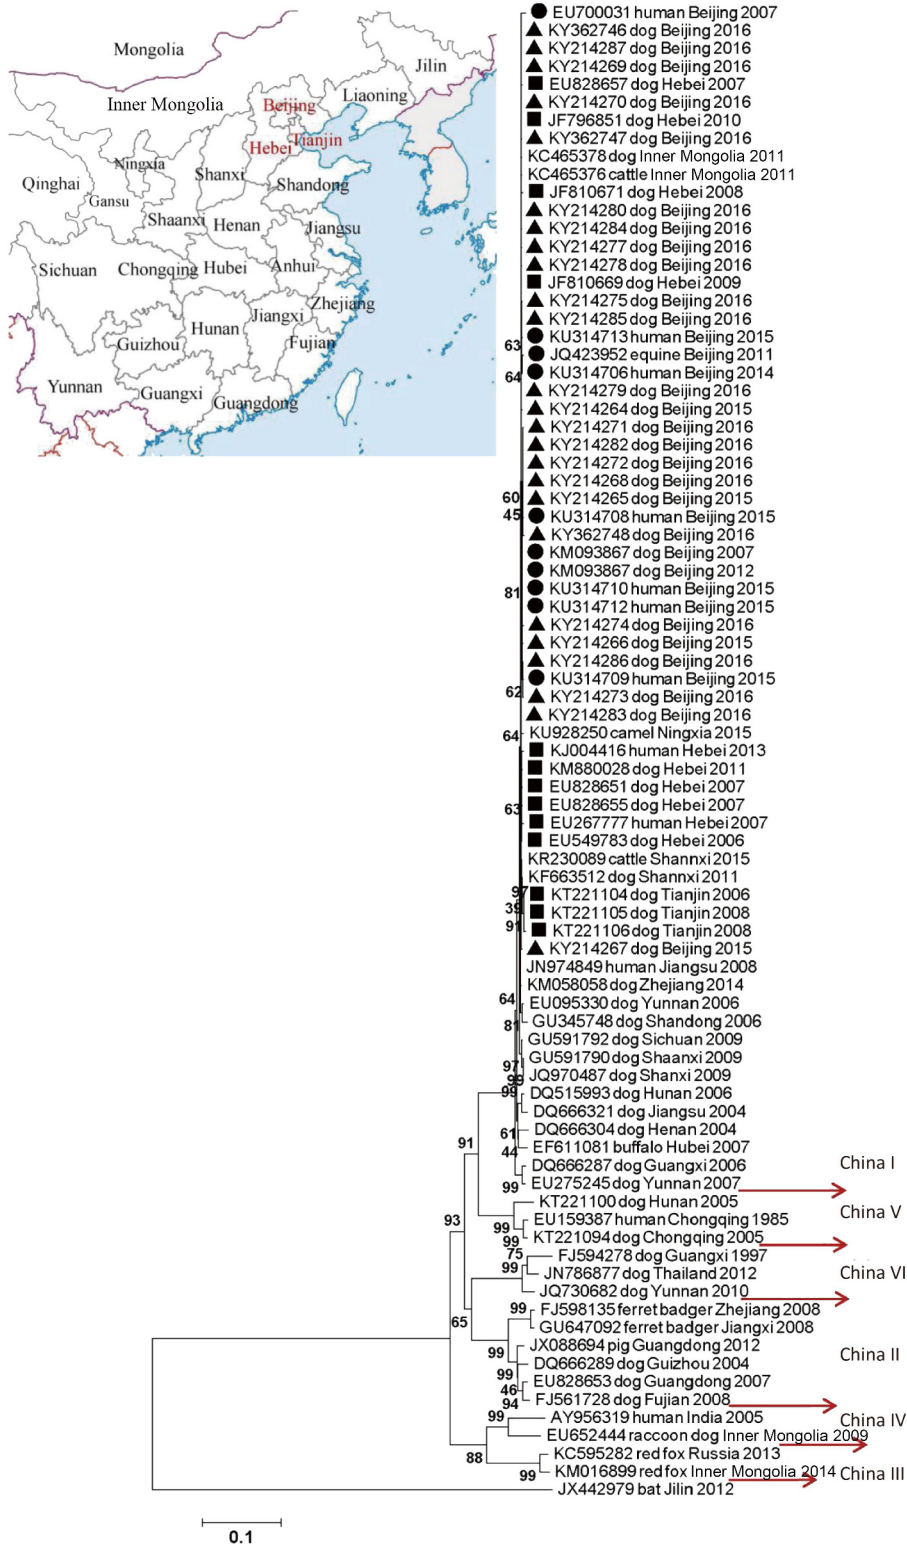 Mongolia
Jilin
Inner Mongolia
Liaoning
Beijing
Tianjin
Hebei
Ningxia
Shanxi
Qinghai
Gansu
Shandong
Shaanxi
Henan
Jiangsu
Sichuan
Chongqing
Hubei
Anhui
Zhejiang
Jiangxi
Hunan
Guizhou
Fujian
Yunnan
Guangxi
Guangdong
EU700031 human Beijing 2007
KY362746 dog Beijing 2016
KY214287 dog Beijing 2016
KY214269 dog Beijing 2016
EU828657 dog Hebei 2007
KY214270 dog Beijing 2016
JF796851 dog Hebei 2010
KY362747 dog Beijing 2016
KC465378 dog Inner Mongolia 2011
KC465376 cattle Inner Mongolia 2011
JF810671 dog Hebei 2008
KY214280 dog Beijing 2016
KY214284 dog Beijing 2016
KY214277 dog Beijing 2016
KY214278 dog Beijing 2016
JF810669 dog Hebei 2009
KY214275 dog Beijing 2016
KY214285 dog Beijing 2016
KU314713 human Beijing 2015
63
JQ423952 equine Beijing 2011
KU314706 human Beijing 2014
64
KY214279 dog Beijing 2016
KY214264 dog Beijing 2015
KY214271 dog Beijing 2016
KY214282 dog Beijing 2016
KY214272 dog Beijing 2016
KY214268 dog Beijing 2016
60
KY214265 dog Beijing 2015
45
KU314708 human Beijing 2015
KY362748 dog Beijing 2016
KM093867 dog Beijing 2007
KM093867 dog Beijing 2012
81
KU314710 human Beijing 2015
KU314712 human Beijing 2015
KY214274 dog Beijing 2016
KY214266 dog Beijing 2015
KY214286 dog Beijing 2016
KU314709 human Beijing 2015
62
KY214273 dog Beijing 2016
KY214283 dog Beijing 2016
64
KU928250 camel Ningxia 2015
KJ004416 human Hebei 2013
KM880028 dog Hebei 2011
EU828651 dog Hebei 2007
63
EU828655 dog Hebei 2007
EU267777 human Hebei 2007
EU549783 dog Hebei 2006
KR230089 cattle Shannxi 2015
KF663512 dog Shannxi 2011
97
KT221104 dog Tianjin 2006
39
KT221105 dog Tianjin 2008
91
KT221106 dog Tianjin 2008
KY214267 dog Beijing 2015
JN974849 human Jiangsu 2008
KM058058 dog Zhejiang 2014
64
EU095330 dog Yunnan 2006
81
GU345748 dog Shandong 2006
GU591792 dog Sichuan 2009
GU591790 dog Shaanxi 2009
97
JQ970487 dog Shanxi 2009
99
99
DQ515993 dog Hunan 2006
DQ666321 dog Jiangsu 2004
DQ666304 dog Henan 2004
61
EF611081 buffalo Hubei 2007
44
91
DQ666287 dog Guangxi 2006
China I
99
EU275245 dog Yunnan 2007
KT221100 dog Hunan 2005
China V
93
EU159387 human Chongqing 1985
99
KT221094 dog Chongqing 2005
99
75
FJ594278 dog Guangxi 1997
99
JN786877 dog Thailand 2012
China VI
JQ730682 dog Yunnan 2010
99
FJ598135 ferret badger Zhejiang 2008
65
GU647092 ferret badger Jiangxi 2008
JX088694 pig Guangdong 2012
99
China II
DQ666289 dog Guizhou 2004
99
EU828653 dog Guangdong 2007
46
FJ561728 dog Fujian 2008
94
99
AY956319 human India 2005
China IV
EU652444 raccoon dog Inner Mongolia 2009
KC595282 red fox Russia 2013
88
KM016899 red fox Inner Mongolia 2014
China III
99
JX442979 bat Jilin 2012
0.1